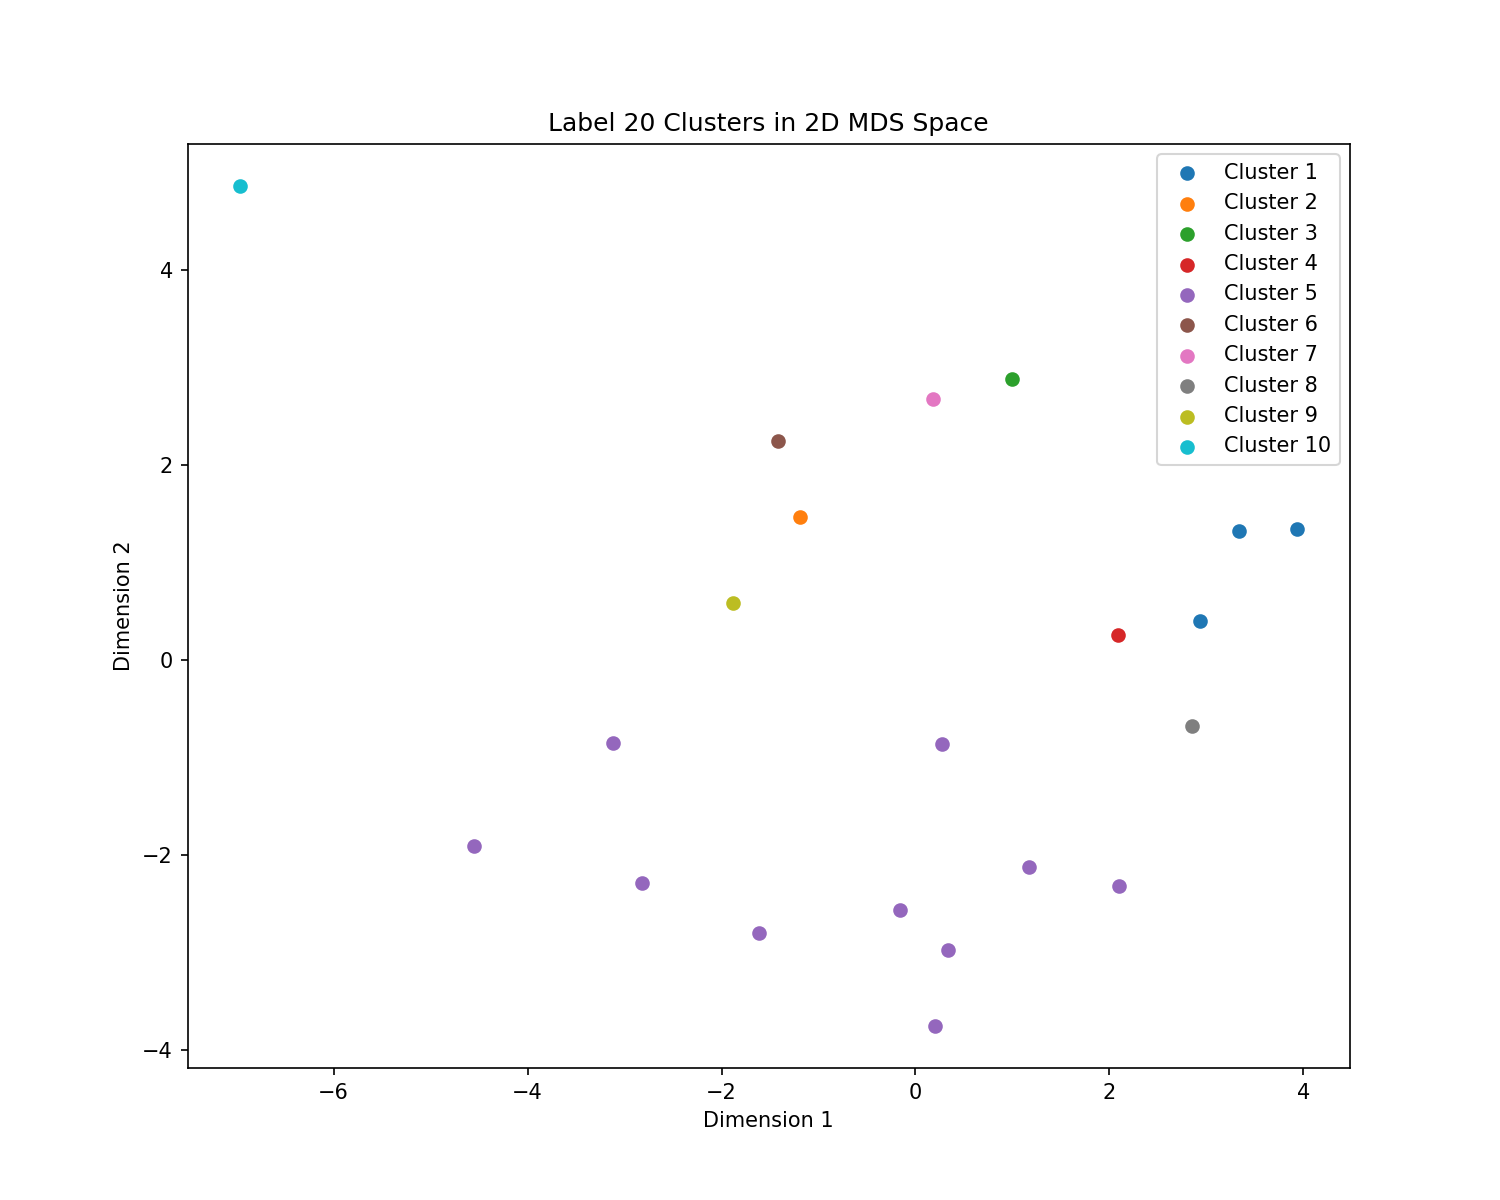 Label 20 Clusters in 2D MDS Space
Cluster 1
Cluster 2
Cluster 3
Cluster 4
Cluster 5
Cluster 6
Cluster 7
Cluster 8
Cluster 9
Cluster 10
Dimension 2
4
2
0
−2
−4
−6
−4
−2
0
2
4
Dimension 1